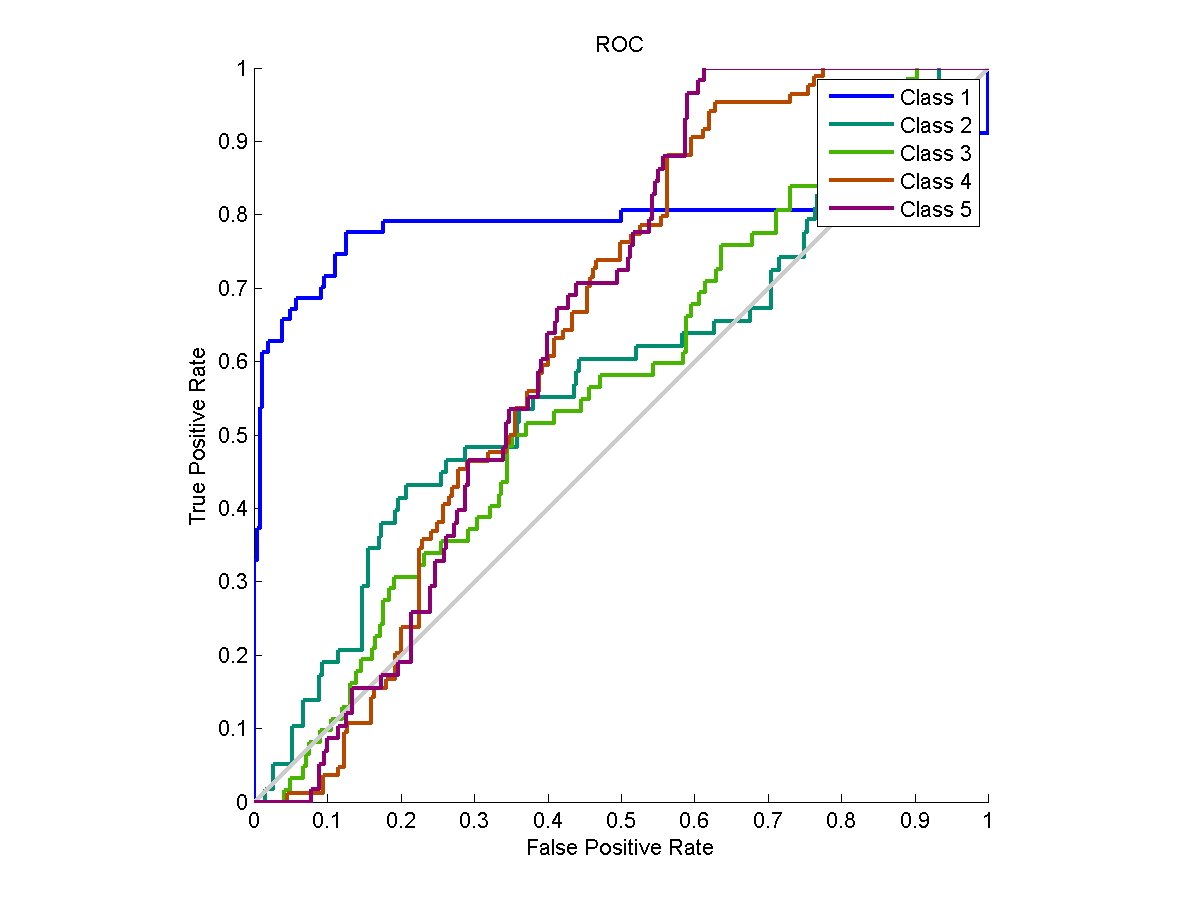 ROC
1
0.9
0.8
0.7
0.6
0.5
0.4
0.3
0.2
0.1
0
True Positive Rate
Class 1
Class 2
Class 3
Class 4
Class 5
0 0.1 0.2 0.3 0.4 0.5 0.6 0.7 0.8 0.9 1
False Positive Rate